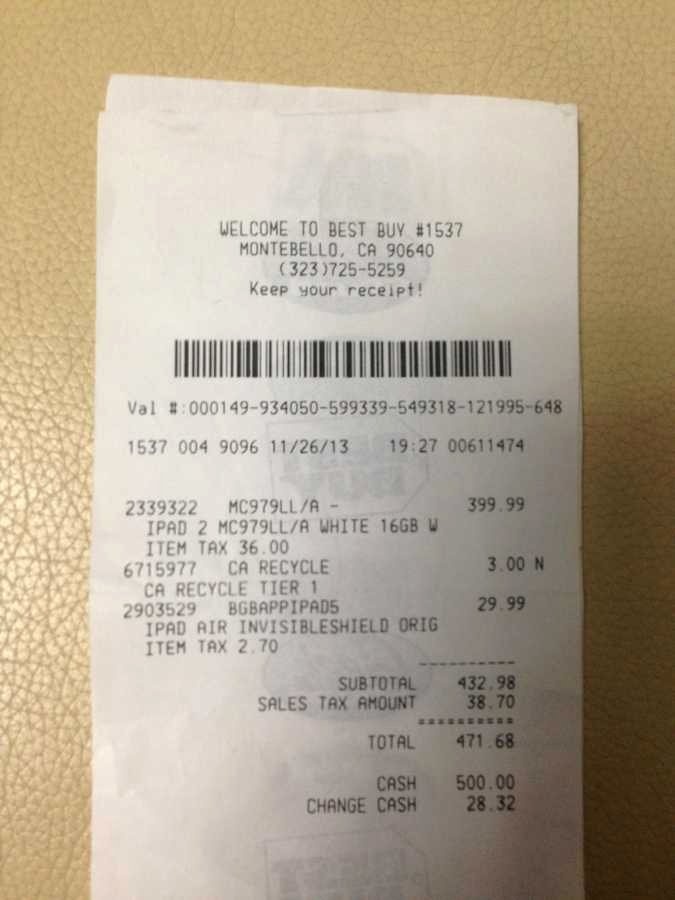 WELCOME TO BEST BUY #1537
MONTEBELLO, CA 90640
(323)725-5259
Keep your receipt!
Val #:000149-934050-599339-549318-121995-648
1537 004 9096 11/26/13 19:27 00611474
2339322 MC979LL/A - 399.99
IPAD 2 MC979LL/A WHITE 16GB W
ITEM TAX 36.00
6715977 CA RECYCLE 3.00 N
CA RECYCLE TIER 1
2903529 BGBAPPIPAD5 29.99
IPAD AIR INVISIBLESHIELD ORIG
ITEM TAX 2.70
----------
SUBTOTAL 432.98
SALES TAX AMOUNT 38.70
==========
TOTAL 471.68
CASH 500.00
CHANGE CASH 28.32